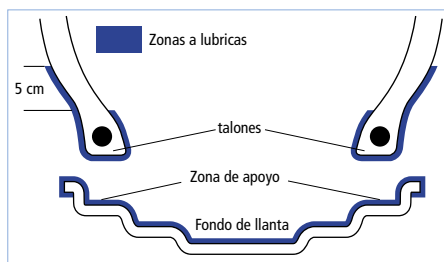 Zonas a lubricas
5 cm
talones
Zona de apoyo
Fondo de llanta